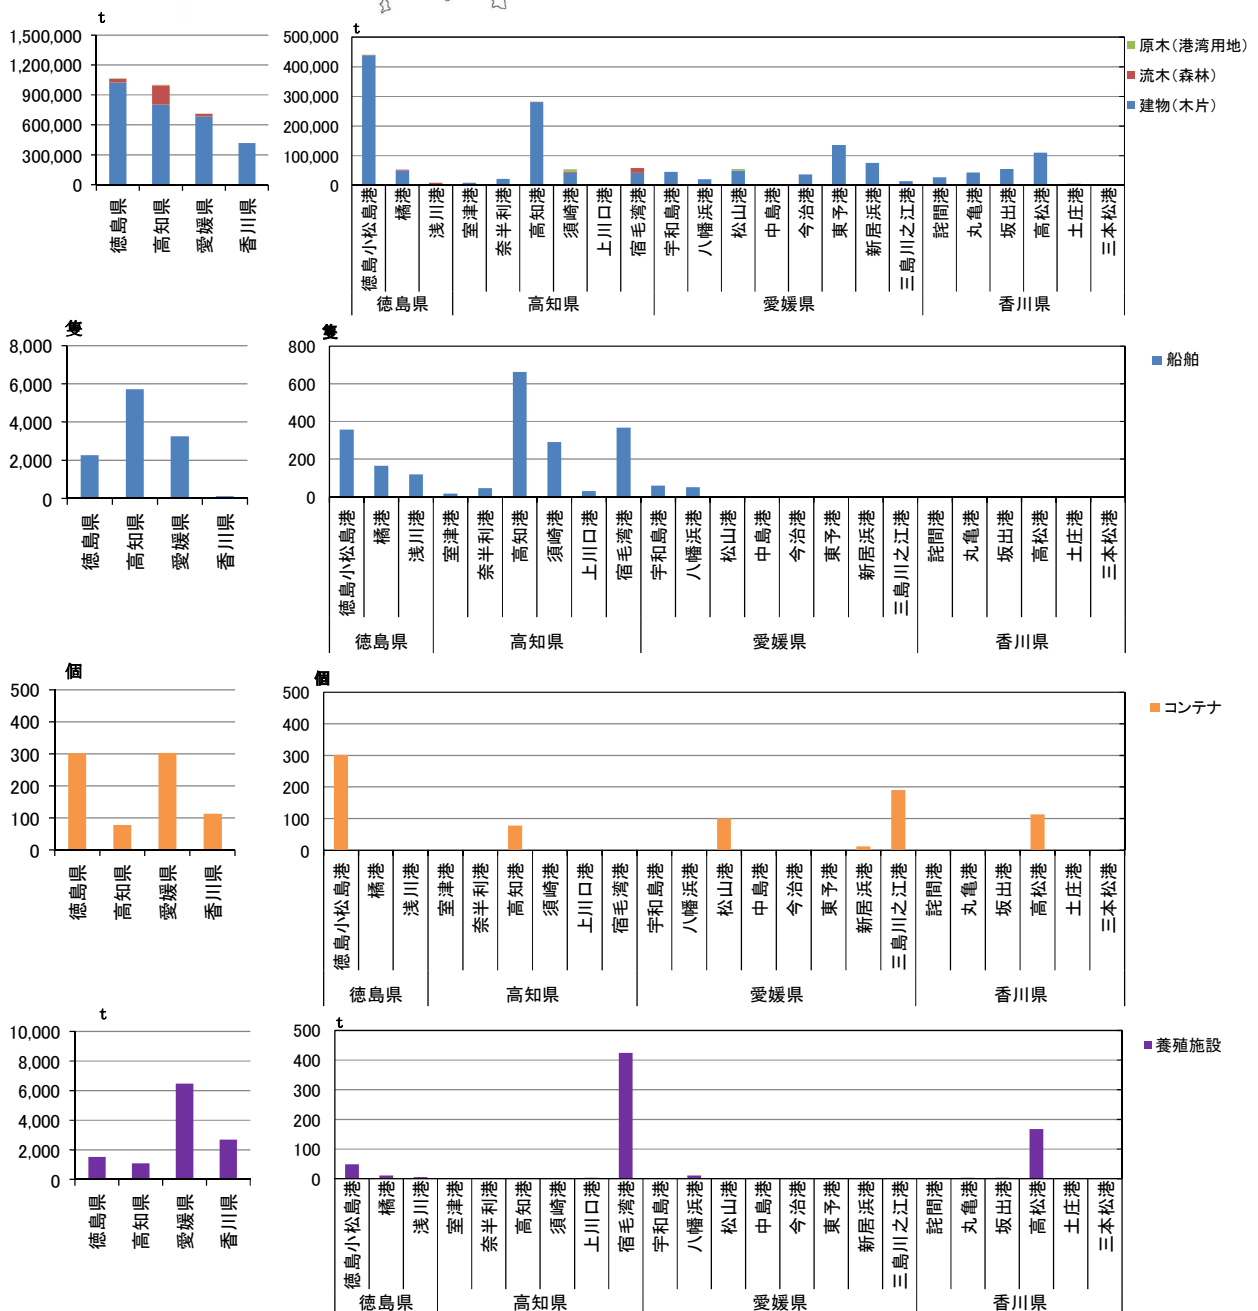 t
1,500,000
1,200,000
900,000
600,000
300,000
0
徳島県
高知県
愛媛県
香川県
t
500,000
400,000
300,000
200,000
100,000
0
徳島小松島港
橘港
浅川港
室津港
奈半利港
高知港
須崎港
上川口港
宿毛湾港
宇和島港
八幡浜港
松山港
中島港
今治港
東予港
新居浜港
三島川之江港
詫間港
丸亀港
坂出港
高松港
土庄港
三本松港
徳島県
高知県
愛媛県
香川県
原木(港湾用地)
流木(森林)
建物(木片)
隻
8,000
6,000
4,000
2,000
0
徳島県
高知県
愛媛県
香川県
隻
800
600
400
200
0
徳島小松島港
橘港
浅川港
室津港
奈半利港
高知港
須崎港
上川口港
宿毛湾港
宇和島港
八幡浜港
松山港
中島港
今治港
東予港
新居浜港
三島川之江港
詫間港
丸亀港
坂出港
高松港
土庄港
三本松港
徳島県
高知県
愛媛県
香川県
船舶
個
500
400
300
200
100
0
徳島県
高知県
愛媛県
香川県
個
500
400
300
200
100
0
徳島小松島港
橘港
浅川港
室津港
奈半利港
高知港
須崎港
上川口港
宿毛湾港
宇和島港
八幡浜港
松山港
中島港
今治港
東予港
新居浜港
三島川之江港
詫間港
丸亀港
坂出港
高松港
土庄港
三本松港
徳島県
高知県
愛媛県
香川県
コンテナ
t
10,000
8,000
6,000
4,000
2,000
0
徳島県
高知県
愛媛県
香川県
t
500
400
300
200
100
0
徳島小松島港
橘港
浅川港
室津港
奈半利港
高知港
須崎港
上川口港
宿毛湾港
宇和島港
八幡浜港
松山港
中島港
今治港
東予港
新居浜港
三島川之江港
詫間港
丸亀港
坂出港
高松港
土庄港
三本松港
徳島県
高知県
愛媛県
香川県
養殖施設